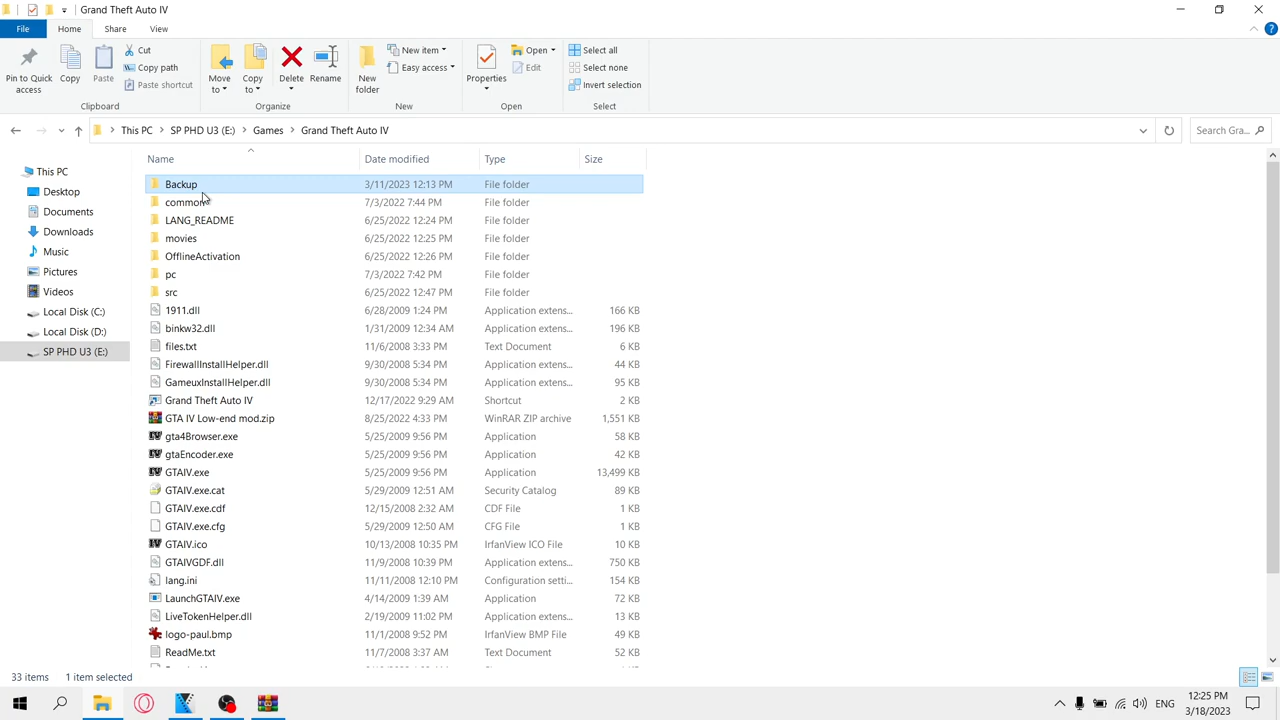 Grand Theft Auto IV
File Home Share View
Pin to Quick access
Copy
Paste
Cut
Copy path
Paste shortcut
Clipboard
Move to
Copy to
Delete
Rename
Organize
New folder
New item
Easy access
New
Properties
Open
Edit
Open
Select all
Select none
Invert selection
Select
This PC SP PHD U3 (E:) Games Grand Theft Auto IV
Search Gra...
This PC
Desktop
Documents
Downloads
Music
Pictures
Videos
Local Disk (C:)
Local Disk (D:)
SP PHD U3 (E:)
Name Date modified Type Size
Backup 3/11/2023 12:13 PM File folder
common 7/3/2022 7:44 PM File folder
LANG_README 6/25/2022 12:24 PM File folder
movies 6/25/2022 12:25 PM File folder
OfflineActivation 6/25/2022 12:26 PM File folder
pc 7/3/2022 7:42 PM File folder
src 6/25/2022 12:47 PM File folder
1911.dll 6/28/2009 1:24 PM Application extens... 166 KB
binkw32.dll 1/31/2009 12:34 AM Application extens... 196 KB
files.txt 11/6/2008 3:33 PM Text Document 6 KB
FirewallInstallHelper.dll 9/30/2008 5:34 PM Application extens... 44 KB
GameuxInstallHelper.dll 9/30/2008 5:34 PM Application extens... 95 KB
Grand Theft Auto IV 12/17/2022 9:29 AM Shortcut 2 KB
GTA IV Low-end mod.zip 8/25/2022 4:33 PM WinRAR ZIP archive 1,551 KB
gta4Browser.exe 5/25/2009 9:56 PM Application 58 KB
gtaEncoder.exe 5/25/2009 9:56 PM Application 42 KB
GTAIV.exe 5/25/2009 9:56 PM Application 13,499 KB
GTAIV.exe.cat 5/29/2009 12:51 AM Security Catalog 89 KB
GTAIV.exe.cdf 12/15/2008 2:32 AM CDF File 1 KB
GTAIV.exe.cfg 5/29/2009 12:50 AM CFG File 1 KB
GTAIV.ico 10/13/2008 10:35 PM IrfanView ICO File 10 KB
GTAIVGDF.dll 11/9/2008 10:39 PM Application extens... 750 KB
lang.ini 11/11/2008 12:10 PM Configuration setti... 154 KB
LaunchGTAIV.exe 4/14/2009 1:39 AM Application 72 KB
LiveTokenHelper.dll 2/19/2009 11:02 PM Application extens... 13 KB
logo-paul.bmp 11/1/2008 9:52 PM IrfanView BMP File 49 KB
ReadMe.txt 11/7/2008 3:37 AM Text Document 52 KB
33 items 1 item selected
ENG
12:25 PM
3/18/2023